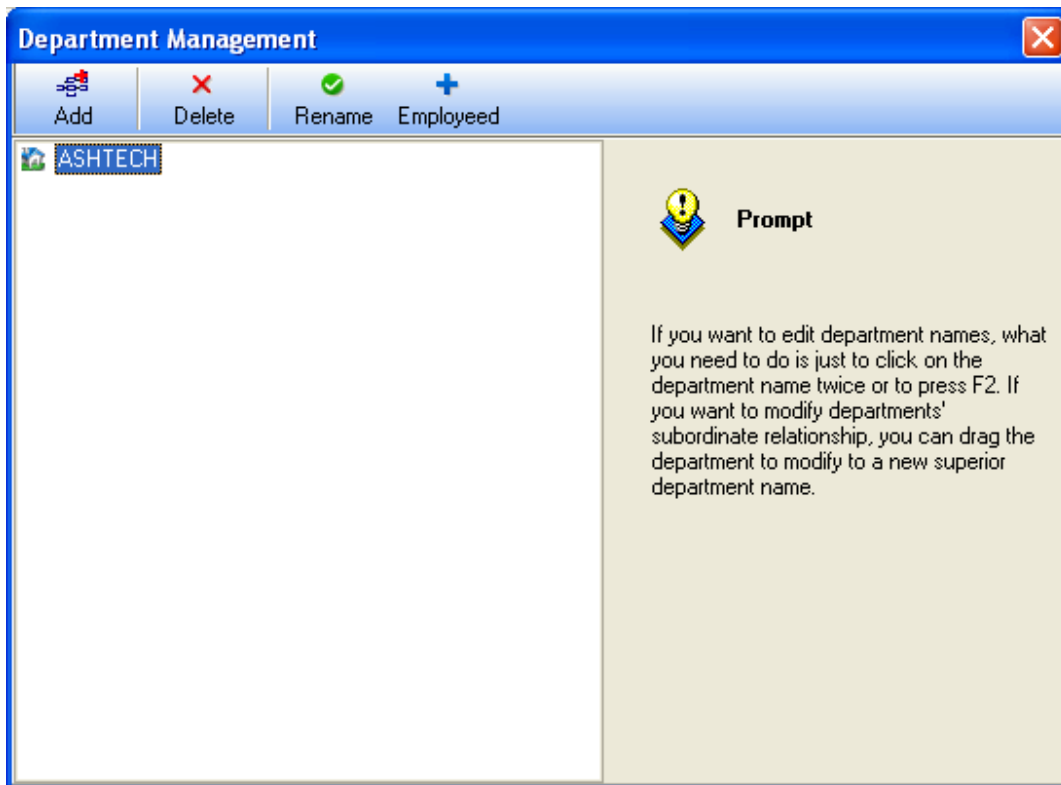 Department Management
Add Delete Rename Employeed
ASHTECH
Prompt
If you want to edit department names, what
you need to do is just to click on the
department name twice or to press F2. If
you want to modify departments'
subordinate relationship, you can drag the
department to modify to a new superior
department name.